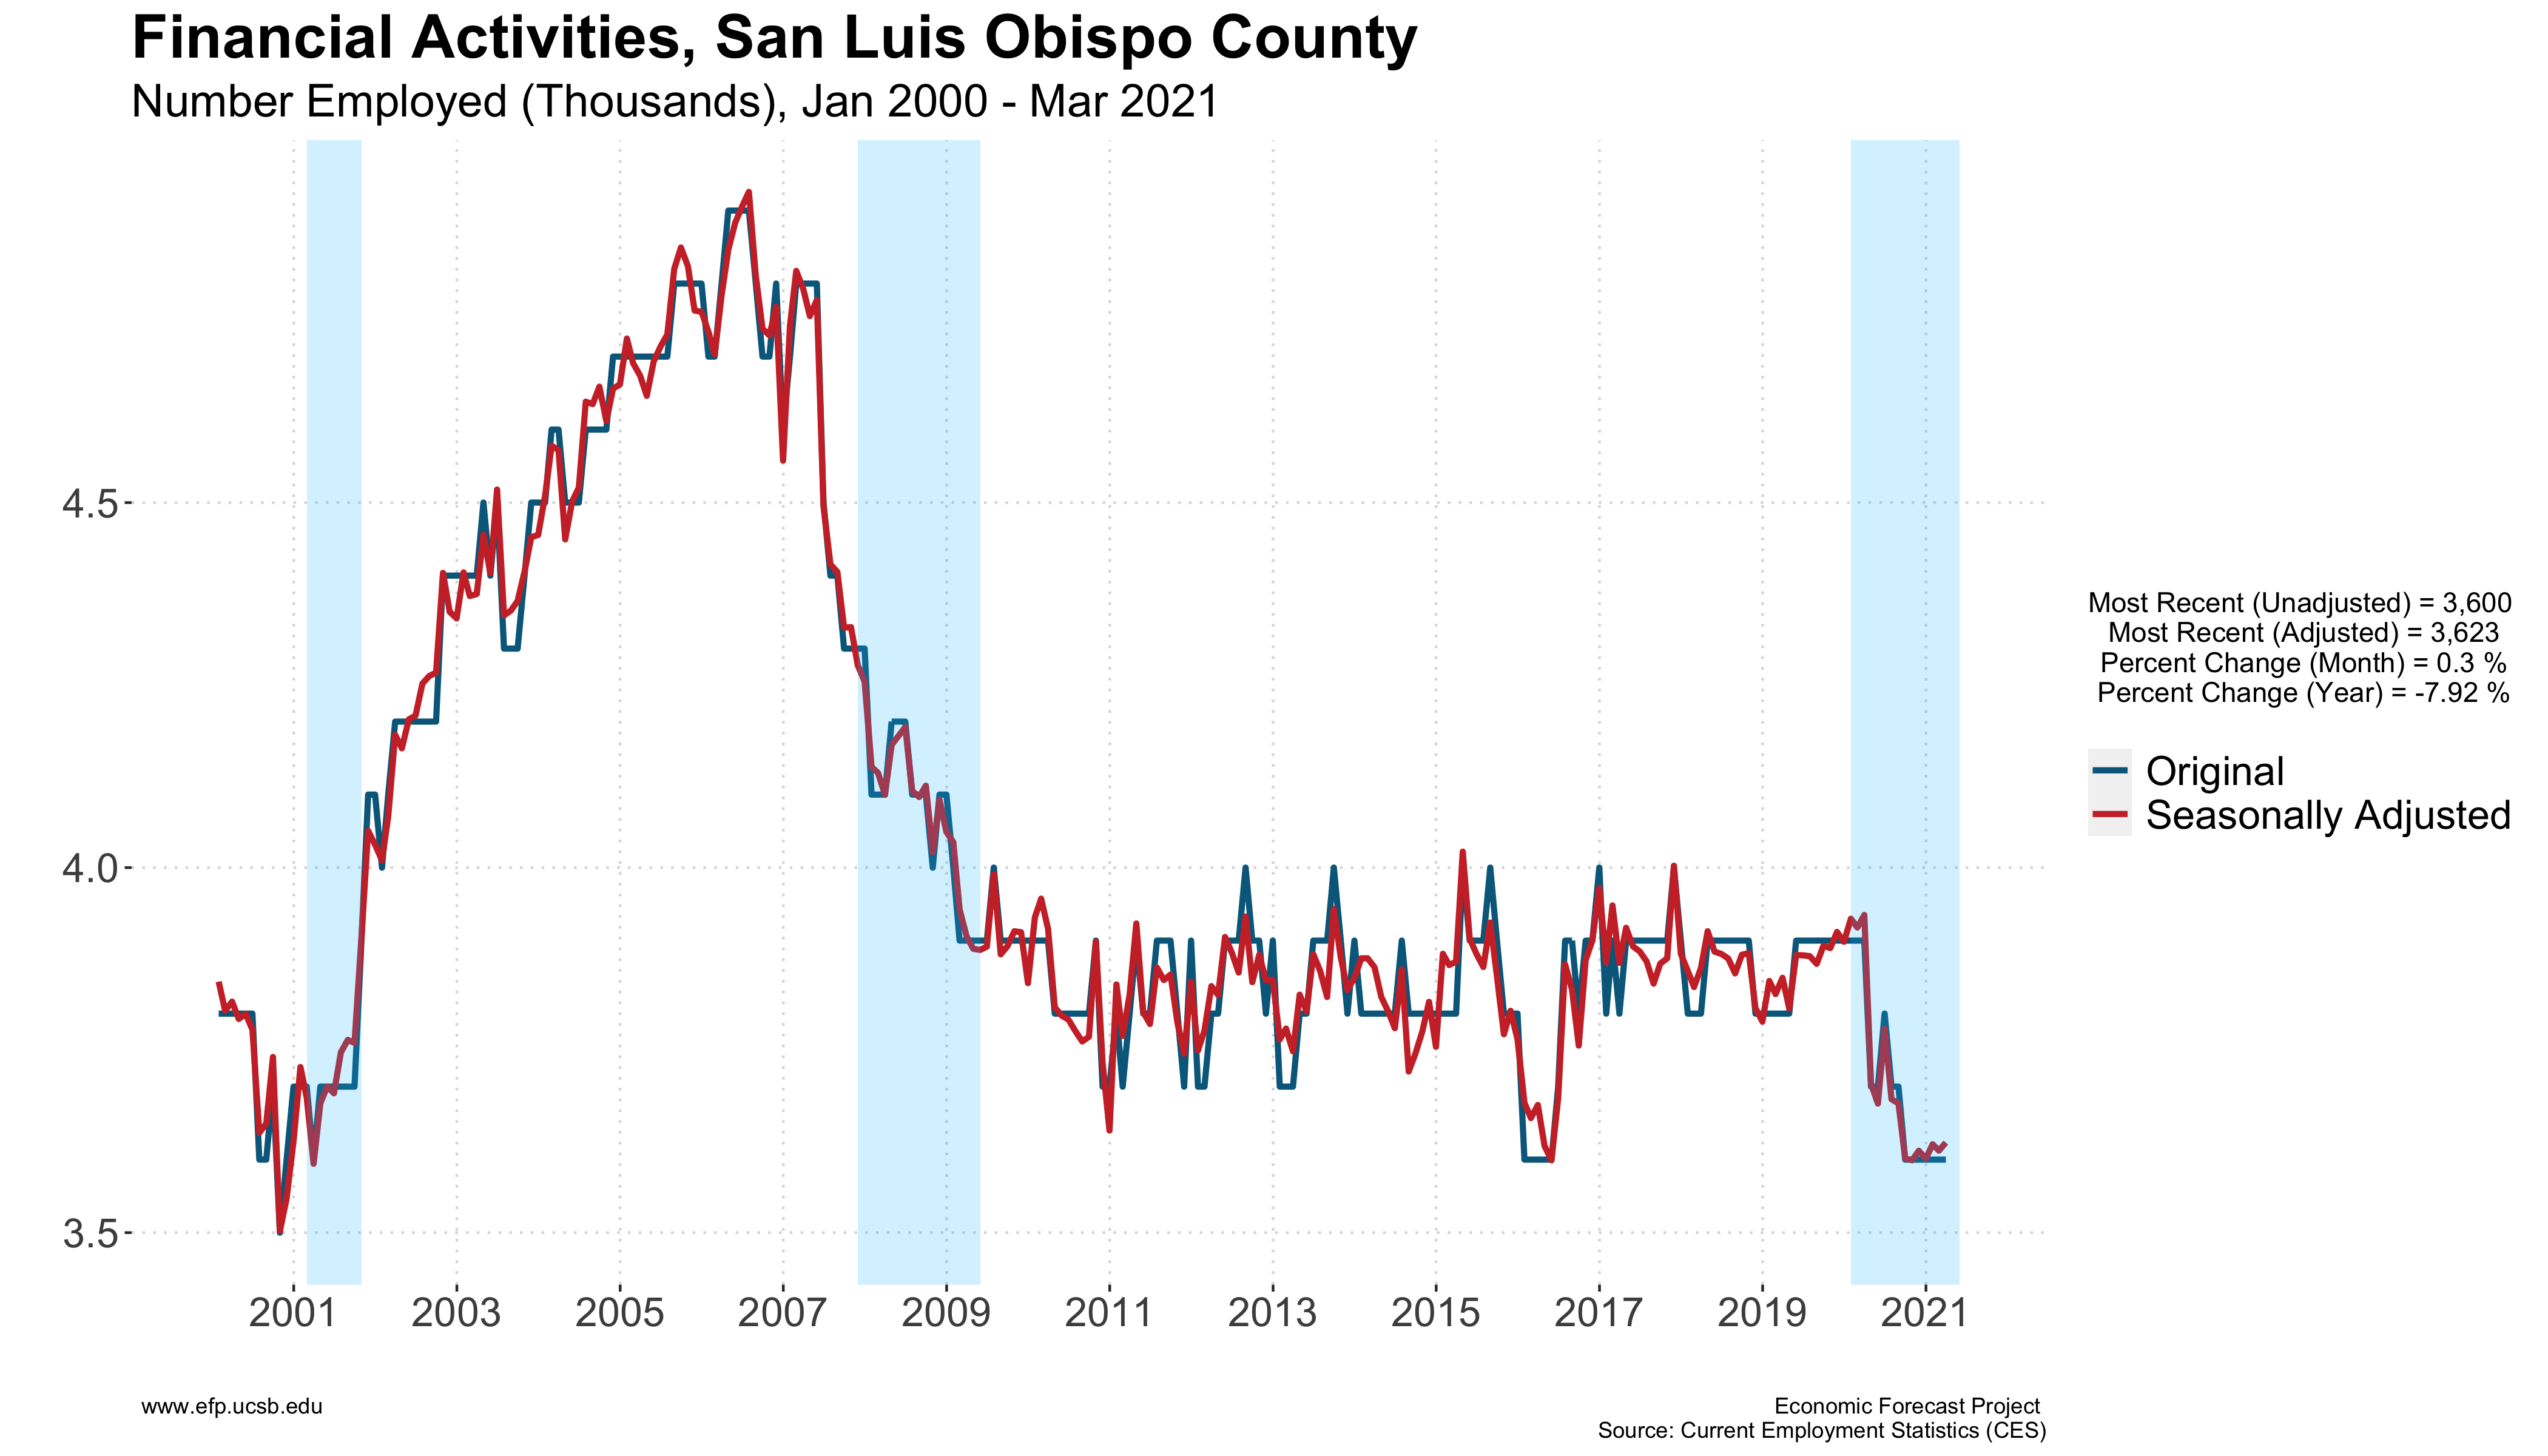 Financial Activities, San Luis Obispo County
Number Employed (Thousands), Jan 2000 - Mar 2021
4.5
4.0
3.5
2001 2003 2005 2007 2009 2011 2013 2015 2017 2019 2021
Most Recent (Unadjusted) = 3,600
Most Recent (Adjusted) = 3,623
Percent Change (Month) = 0.3 %
Percent Change (Year) = -7.92 %
Original
Seasonally Adjusted
www.efp.ucsb.edu
Economic Forecast Project
Source: Current Employment Statistics (CES)